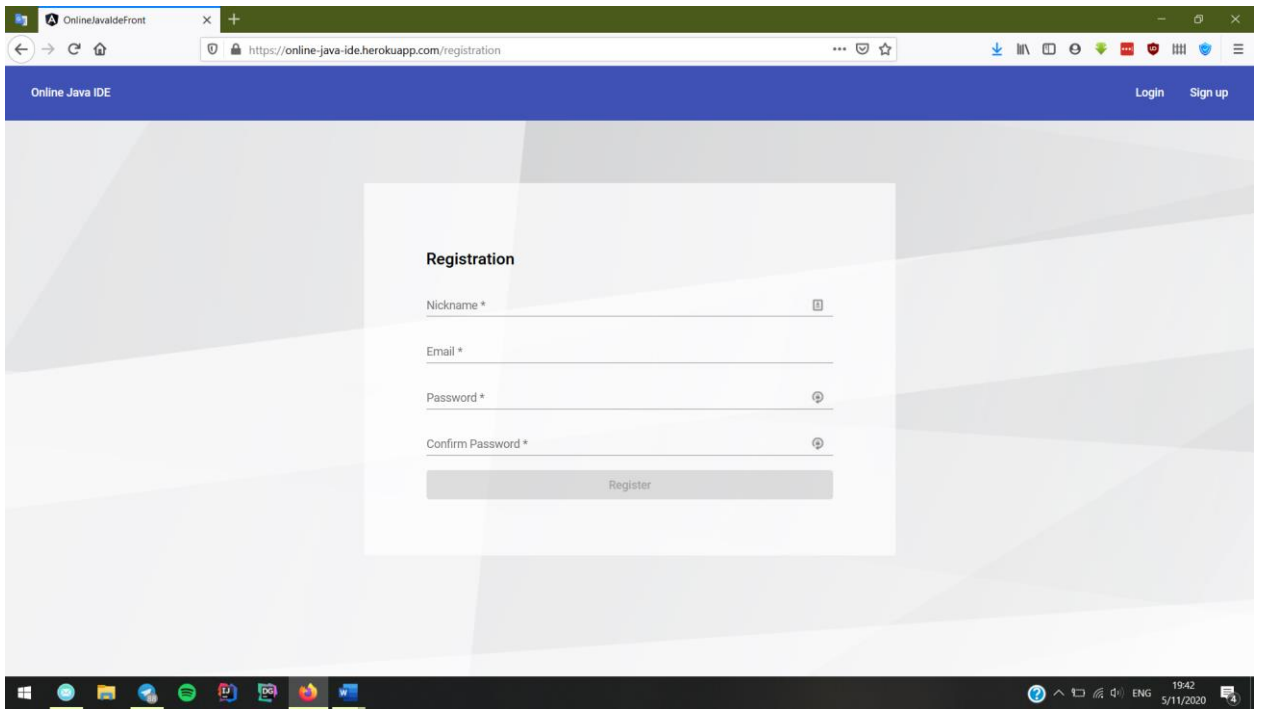 OnlineJavaIdeFront
https://online-java-ide.herokuapp.com/registration
Online Java IDE
Login
Sign up
Registration
Nickname *
Email *
Password *
Confirm Password *
Register
ENG
19:42
5/11/2020